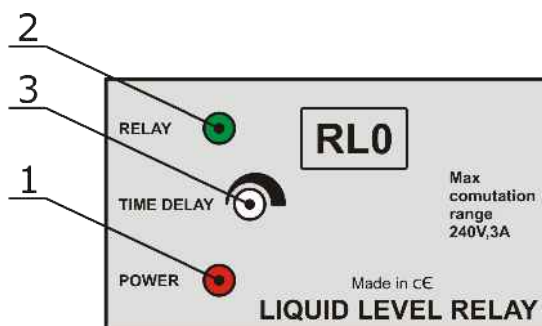 2
3
1
RELAY
RL0
TIME DELAY
Max
comutation
range
240V,3A
POWER
Made in CE
LIQUID LEVEL RELAY